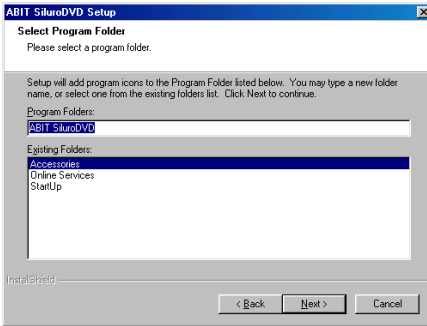 ABIT SiluroDVD Setup
Select Program Folder
Please select a program folder.
Setup will add program icons to the Program Folder listed below. You may type a new folder
name, or select one from the existing folders list. Click Next to continue.
Program Folders:
ABIT SiluroDVD
Existing Folders:
Accessories
Online Services
StartUp
InstallShield
< Back Next > Cancel